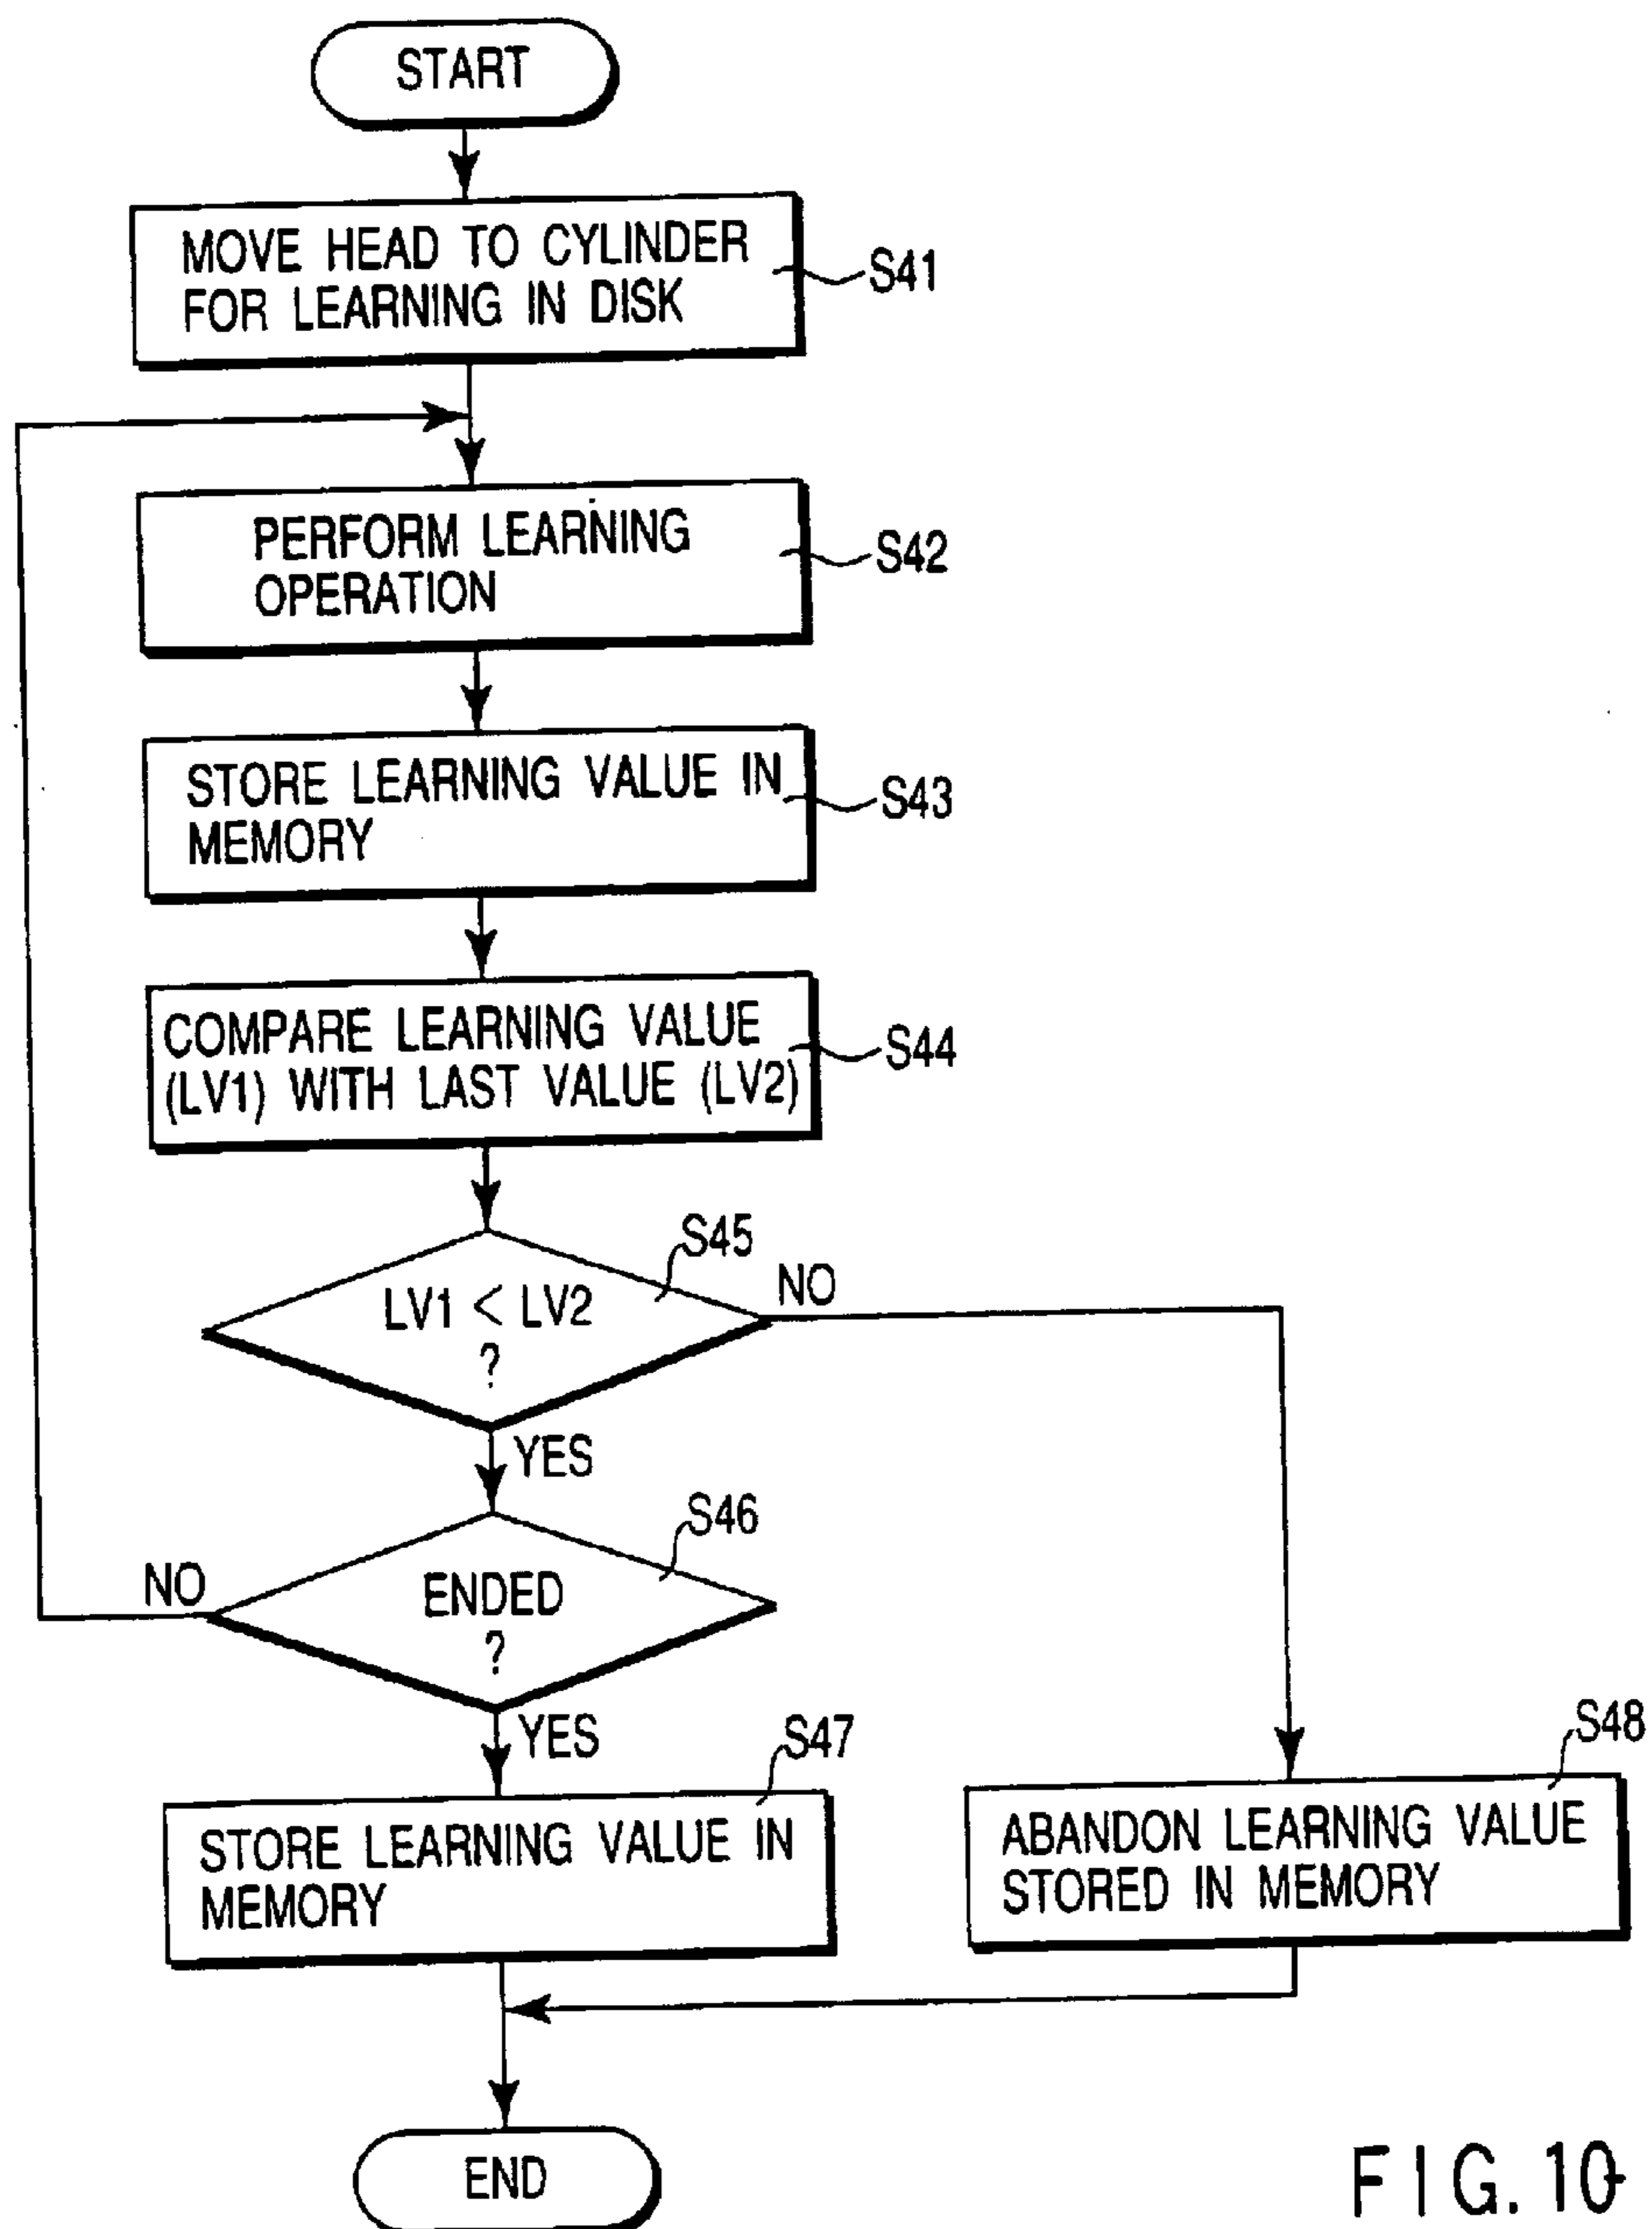 START
MOVE HEAD TO CYLINDER
FOR LEARNING IN DISK
S41
PERFORM LEARNING
OPERATION
S42
STORE LEARNING VALUE IN
MEMORY
S43
COMPARE LEARNING VALUE
(LV1) WITH LAST VALUE (LV2)
S44
S45
LV1 < LV2
?
NO
YES
S46
ENDED
?
NO
YES
S47
STORE LEARNING VALUE IN
MEMORY
S48
ABANDON LEARNING VALUE
STORED IN MEMORY
END
FIG. 10